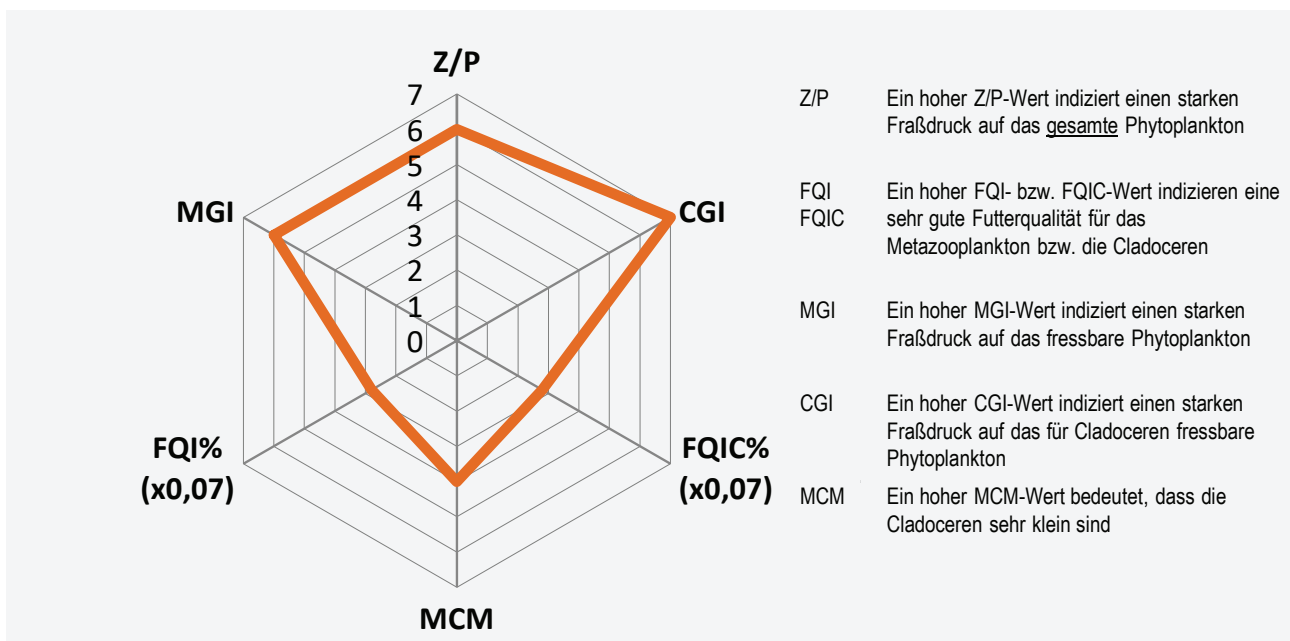 Z/P
7
6
5
4
3
2
1
0
MGI
CGI
FQI%
(x0,07)
FQIC%
(x0,07)
MCM
Z/P Ein hoher Z/P-Wert indiziert einen starken
Fraßdruck auf das gesamte Phytoplankton
FQI Ein hoher FQI- bzw. FQIC-Wert indizieren eine
FQIC sehr gute Futterqualität für das
Metazooplankton bzw. die Cladoceren
MGI Ein hoher MGI-Wert indiziert einen starken
Fraßdruck auf das fressbare Phytoplankton
CGI Ein hoher CGI-Wert indiziert einen starken
Fraßdruck auf das für Cladoceren fressbare
Phytoplankton
MCM Ein hoher MCM-Wert bedeutet, dass die
Cladoceren sehr klein sind